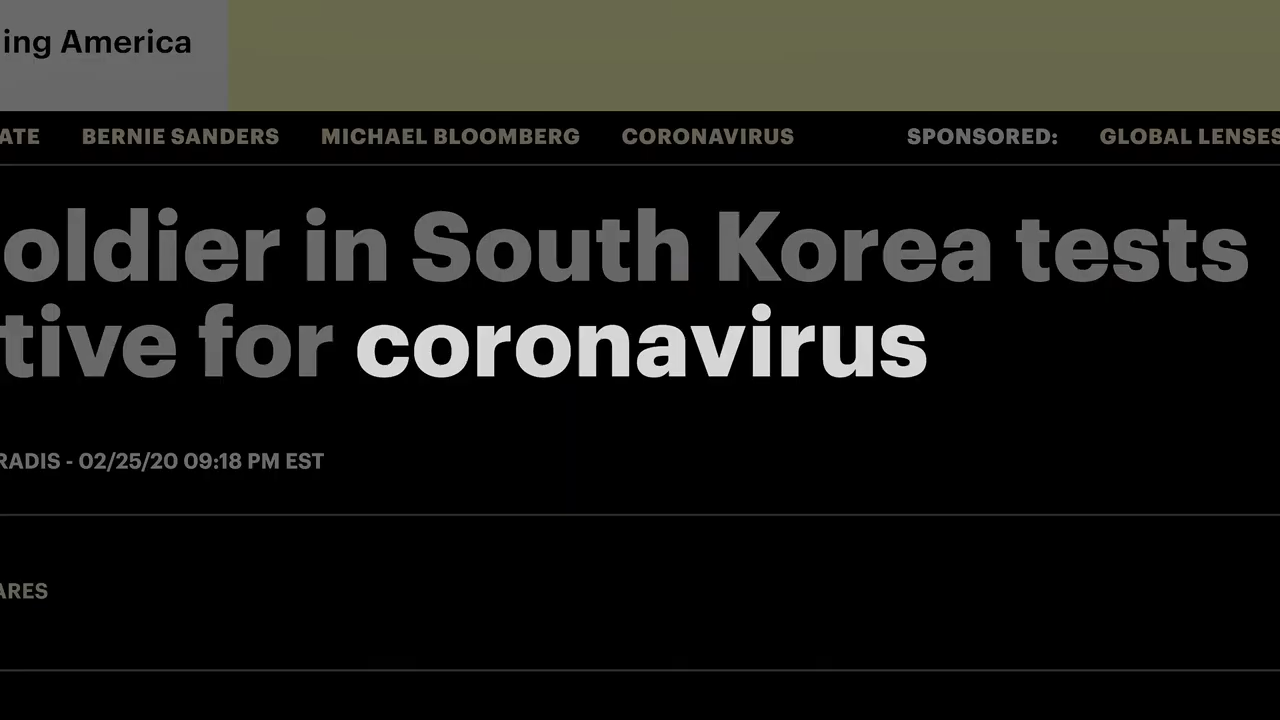 ing America
ATE BERNIE SANDERS MICHAEL BLOOMBERG CORONAVIRUS SPONSORED: GLOBAL LENSES
oldier in South Korea tests
tive for coronavirus
RADIS - 02/25/20 09:18 PM EST
ARES